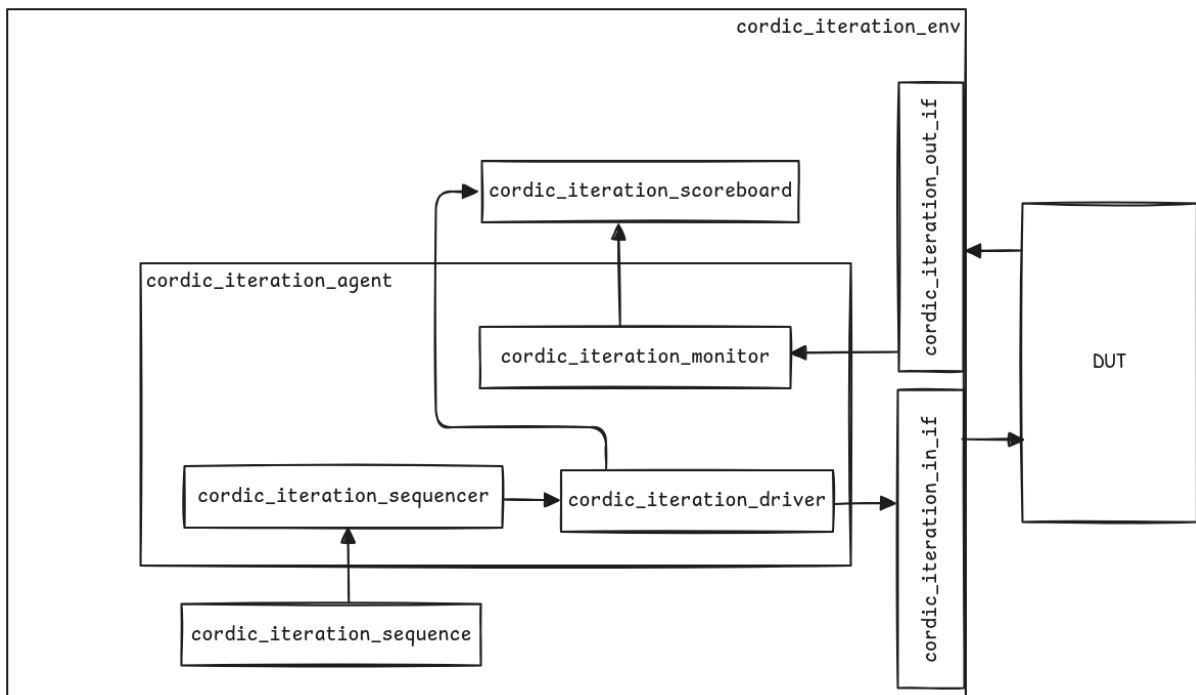 cordic_iteration_env
cordic_iteration_out_if
cordic_iteration_scoreboard
cordic_iteration_agent
cordic_iteration_monitor
DUT
cordic_iteration_in_if
cordic_iteration_sequencer
cordic_iteration_driver
cordic_iteration_sequence